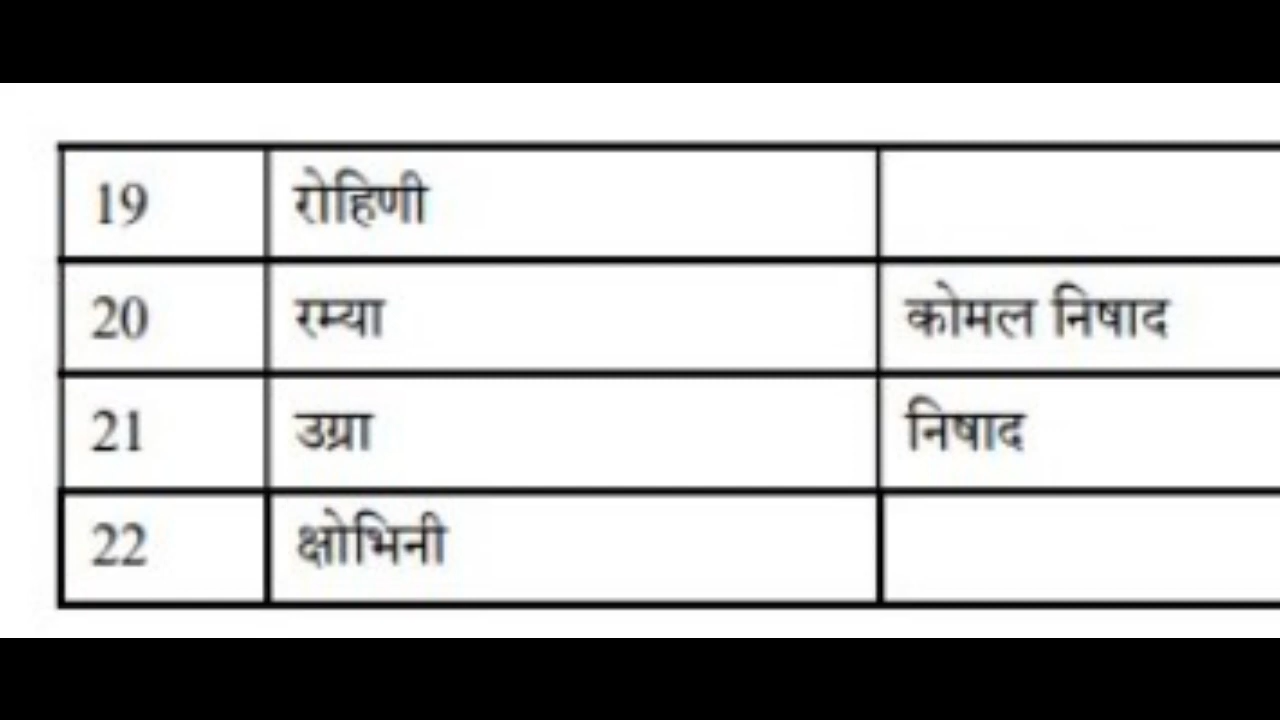 19 रोहिणी
20 रम्या कोमल निषाद
21 उग्रा निषाद
22 क्षोभिनी